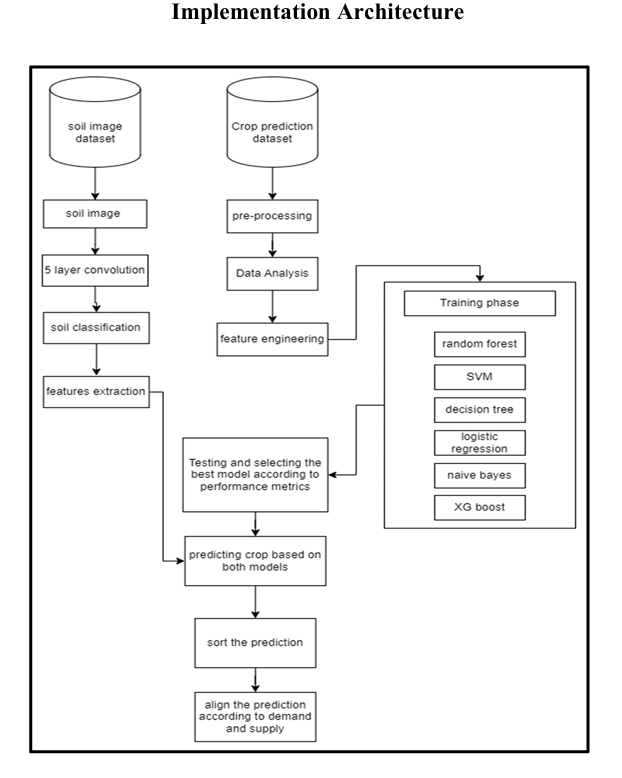 Implementation Architecture
soil image
dataset
Crop prediction
dataset
soil image
pre-processing
5 layer convolution
Data Analysis
soil classification
feature engineering
features extraction
Training phase
random forest
SVM
decision tree
logistic
regression
naive bayes
XG boost
Testing and selecting the
best model according to
performance metrics
predicting crop based on
both models
sort the prediction
align the prediction
according to demand
and supply